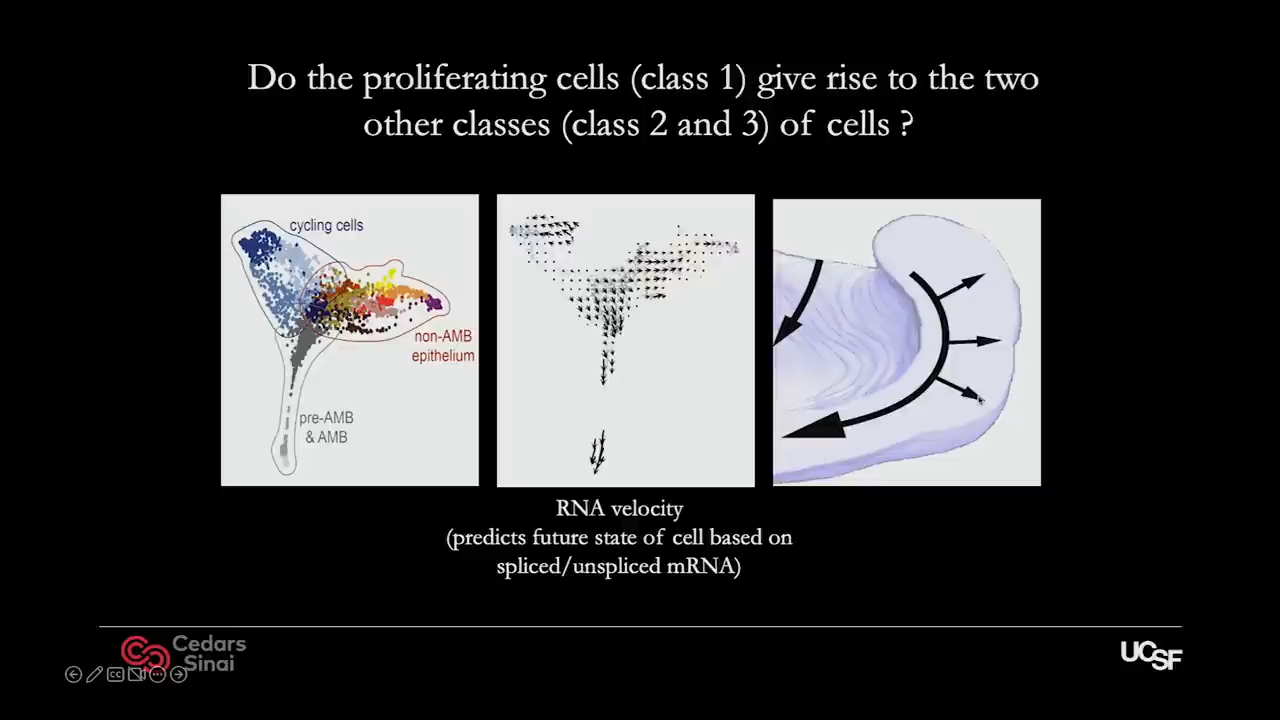 Do the proliferating cells (class 1) give rise to the two
other classes (class 2 and 3) of cells ?
cycling cells
non-AMB
epithelium
pre-AMB
& AMB
RNA velocity
(predicts future state of cell based on
spliced/unspliced mRNA)
Cedars
Sinai
CC
UCSF